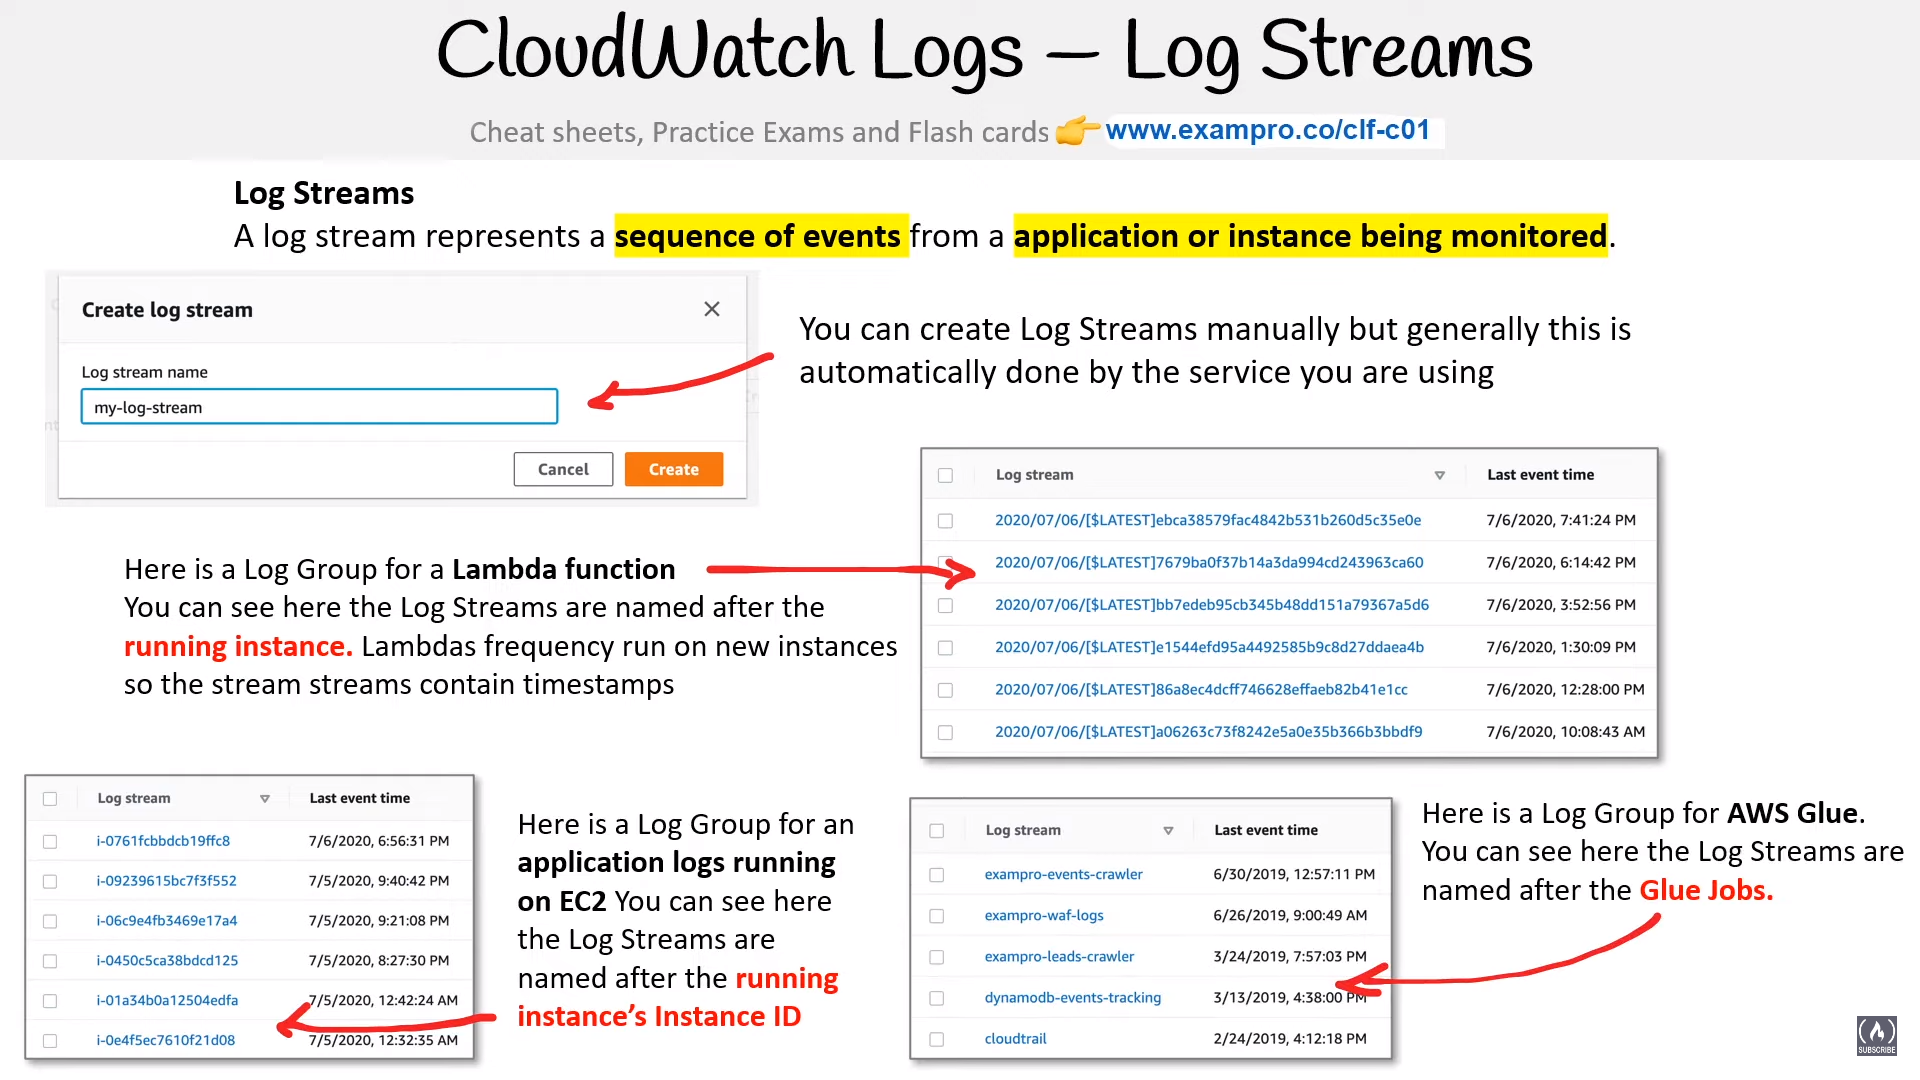 CloudWatch Logs – Log Streams
Cheat sheets, Practice Exams and Flash cards 👉 www.exampro.co/clf-c01
Log Streams
A log stream represents a sequence of events from a application or instance being monitored.
Create log stream
Log stream name
my-log-stream
Cancel Create
You can create Log Streams manually but generally this is
automatically done by the service you are using
Here is a Log Group for a Lambda function
You can see here the Log Streams are named after the
running instance. Lambdas frequency run on new instances
so the stream streams contain timestamps
Log stream Last event time
2020/07/06/[$LATEST]ebca38579fac4842b531b260d5c35e0e 7/6/2020, 7:41:24 PM
2020/07/06/[$LATEST]7679ba0f37b14a3da994cd243963ca60 7/6/2020, 6:14:42 PM
2020/07/06/[$LATEST]bb7edeb95cb345b48dd151a79367a5d6 7/6/2020, 3:52:56 PM
2020/07/06/[$LATEST]e1544efd95a4492585b9c8d27ddaea4b 7/6/2020, 1:30:09 PM
2020/07/06/[$LATEST]86a8ec4dcff746628effaeb82b41e1cc 7/6/2020, 12:28:00 PM
2020/07/06/[$LATEST]a06263c73f8242e5a0e35b366b3bbdf9 7/6/2020, 10:08:43 AM
Log stream Last event time
i-0761fcbbdcb19ffc8 7/6/2020, 6:56:31 PM
i-09239615bc7f3f552 7/5/2020, 9:40:42 PM
i-06c9e4fb3469e17a4 7/5/2020, 9:21:08 PM
i-0450c5ca38bdcd125 7/5/2020, 8:27:30 PM
i-01a34b0a12504edfa 7/5/2020, 12:42:24 AM
i-0e4f5ec7610f21d08 7/5/2020, 12:32:35 AM
Here is a Log Group for an
application logs running
on EC2 You can see here
the Log Streams are
named after the running
instance's Instance ID
Log stream Last event time
exampro-events-crawler 6/30/2019, 12:57:11 PM
exampro-waf-logs 6/26/2019, 9:00:49 AM
exampro-leads-crawler 3/24/2019, 7:57:03 PM
dynamodb-events-tracking 3/13/2019, 4:38:00 PM
cloudtrail 2/24/2019, 4:12:18 PM
Here is a Log Group for AWS Glue.
You can see here the Log Streams are
named after the Glue Jobs.
SUBSCRIBE